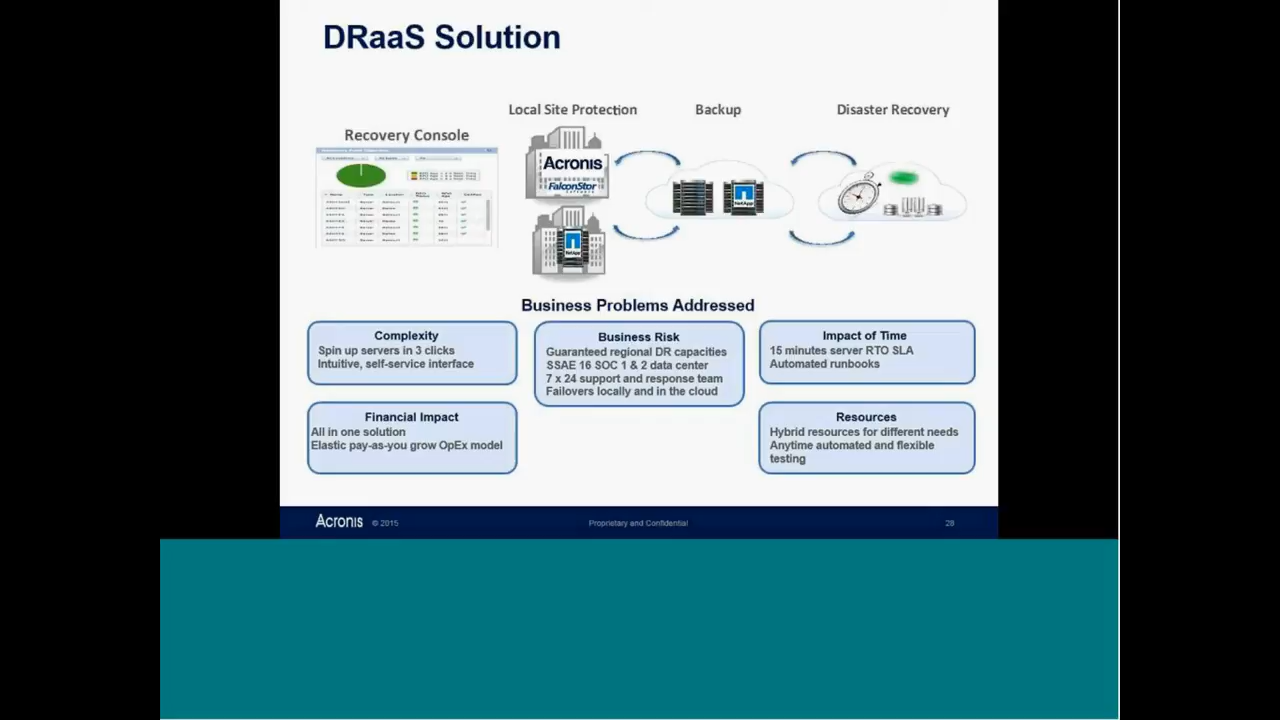 DRaaS Solution
Local Site Protection
Backup
Disaster Recovery
Recovery Console
Acronis
FalconStor
Software
NetApp
NetApp
Business Problems Addressed
Complexity
Spin up servers in 3 clicks
Intuitive, self-service interface
Business Risk
Guaranteed regional DR capacities
SSAE 16 SOC 1 & 2 data center
7 x 24 support and response team
Failovers locally and in the cloud
Impact of Time
15 minutes server RTO SLA
Automated runbooks
Financial Impact
All in one solution
Elastic pay-as-you grow OpEx model
Resources
Hybrid resources for different needs
Anytime automated and flexible
testing
Acronis © 2015
Proprietary and Confidential
28